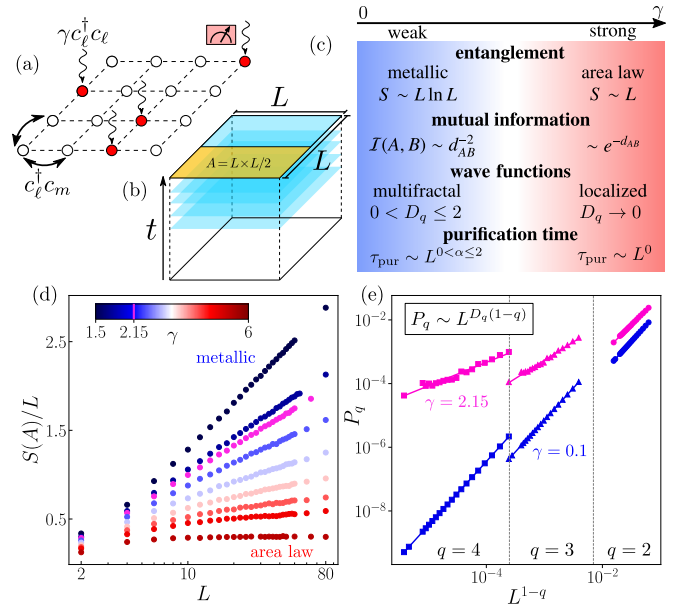 (a)
γc†ℓcℓ
c†ℓcm
(b)
L
L
A = L×L/2
t
(c)
0
γ
weak
strong
entanglement
metallic
area law
S ∼ L ln L
S ∼ L
mutual information
I(A, B) ∼ d_AB^−2
∼ e^−d_AB
wave functions
multifractal
localized
0 < D_q ≤ 2
D_q → 0
purification time
τ_pur ∼ L^0<α≤2
τ_pur ∼ L^0
(d)
1.5
2.15
γ
6
metallic
area law
S(A)/L
2.5
1.5
0.5
2
10
80
L
(e)
P_q ∼ L^D_q(1−q)
γ = 2.15
γ = 0.1
P_q
10^−2
10^−4
10^−6
10^−8
q = 4
q = 3
q = 2
10^−4
10^−2
L^1−q